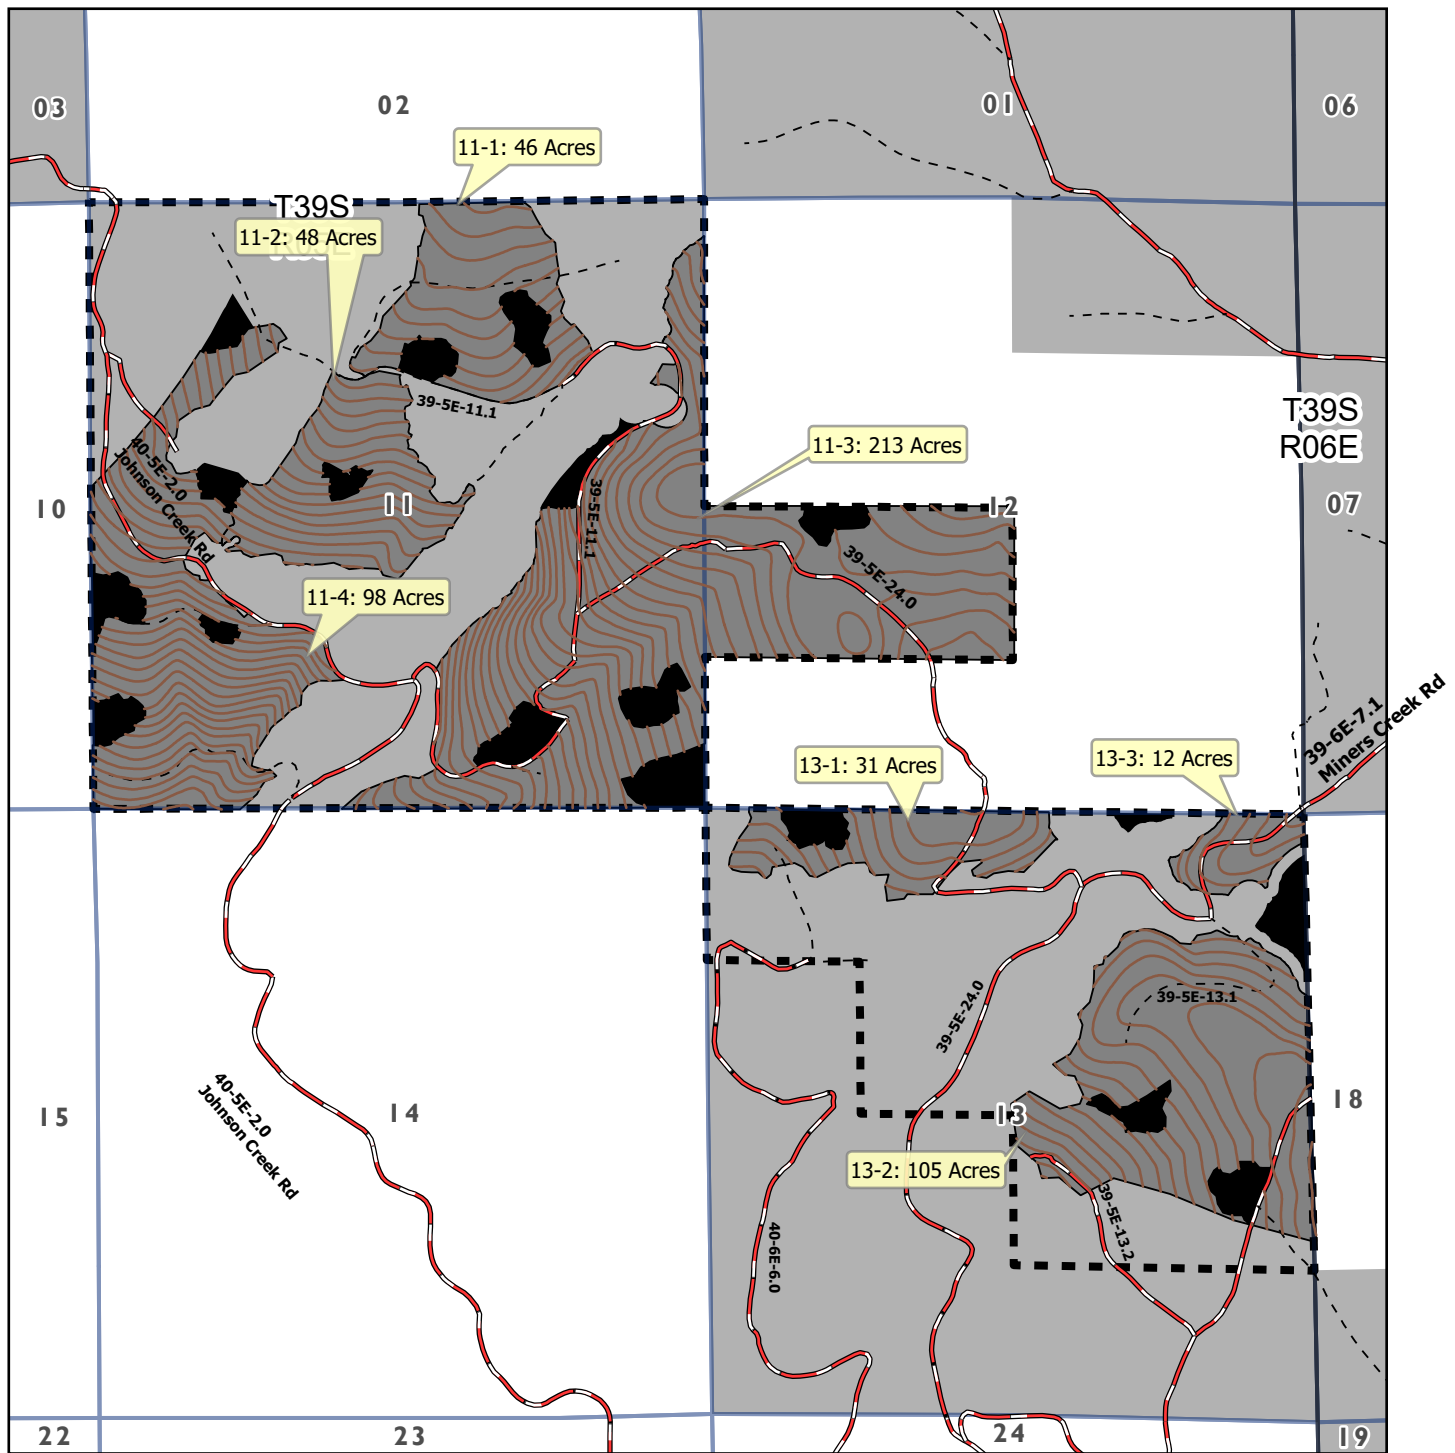 03
02
01
06
11-1: 46 Acres
T39S
11-2: 48 Acres
T39S
R06E
39-5E-11.1
11-3: 213 Acres
40-5E-2.0
Johnson Creek Rd
10
11
12
07
39-5E-11.1
39-5E-24.0
11-4: 98 Acres
39-6E-7.1
Miners Creek Rd
13-1: 31 Acres
13-3: 12 Acres
39-5E-13.1
39-5E-24.0
40-5E-2.0
Johnson Creek Rd
15
14
13
18
13-2: 105 Acres
39-5E-13.2
40-6E-6.0
22
23
24
19